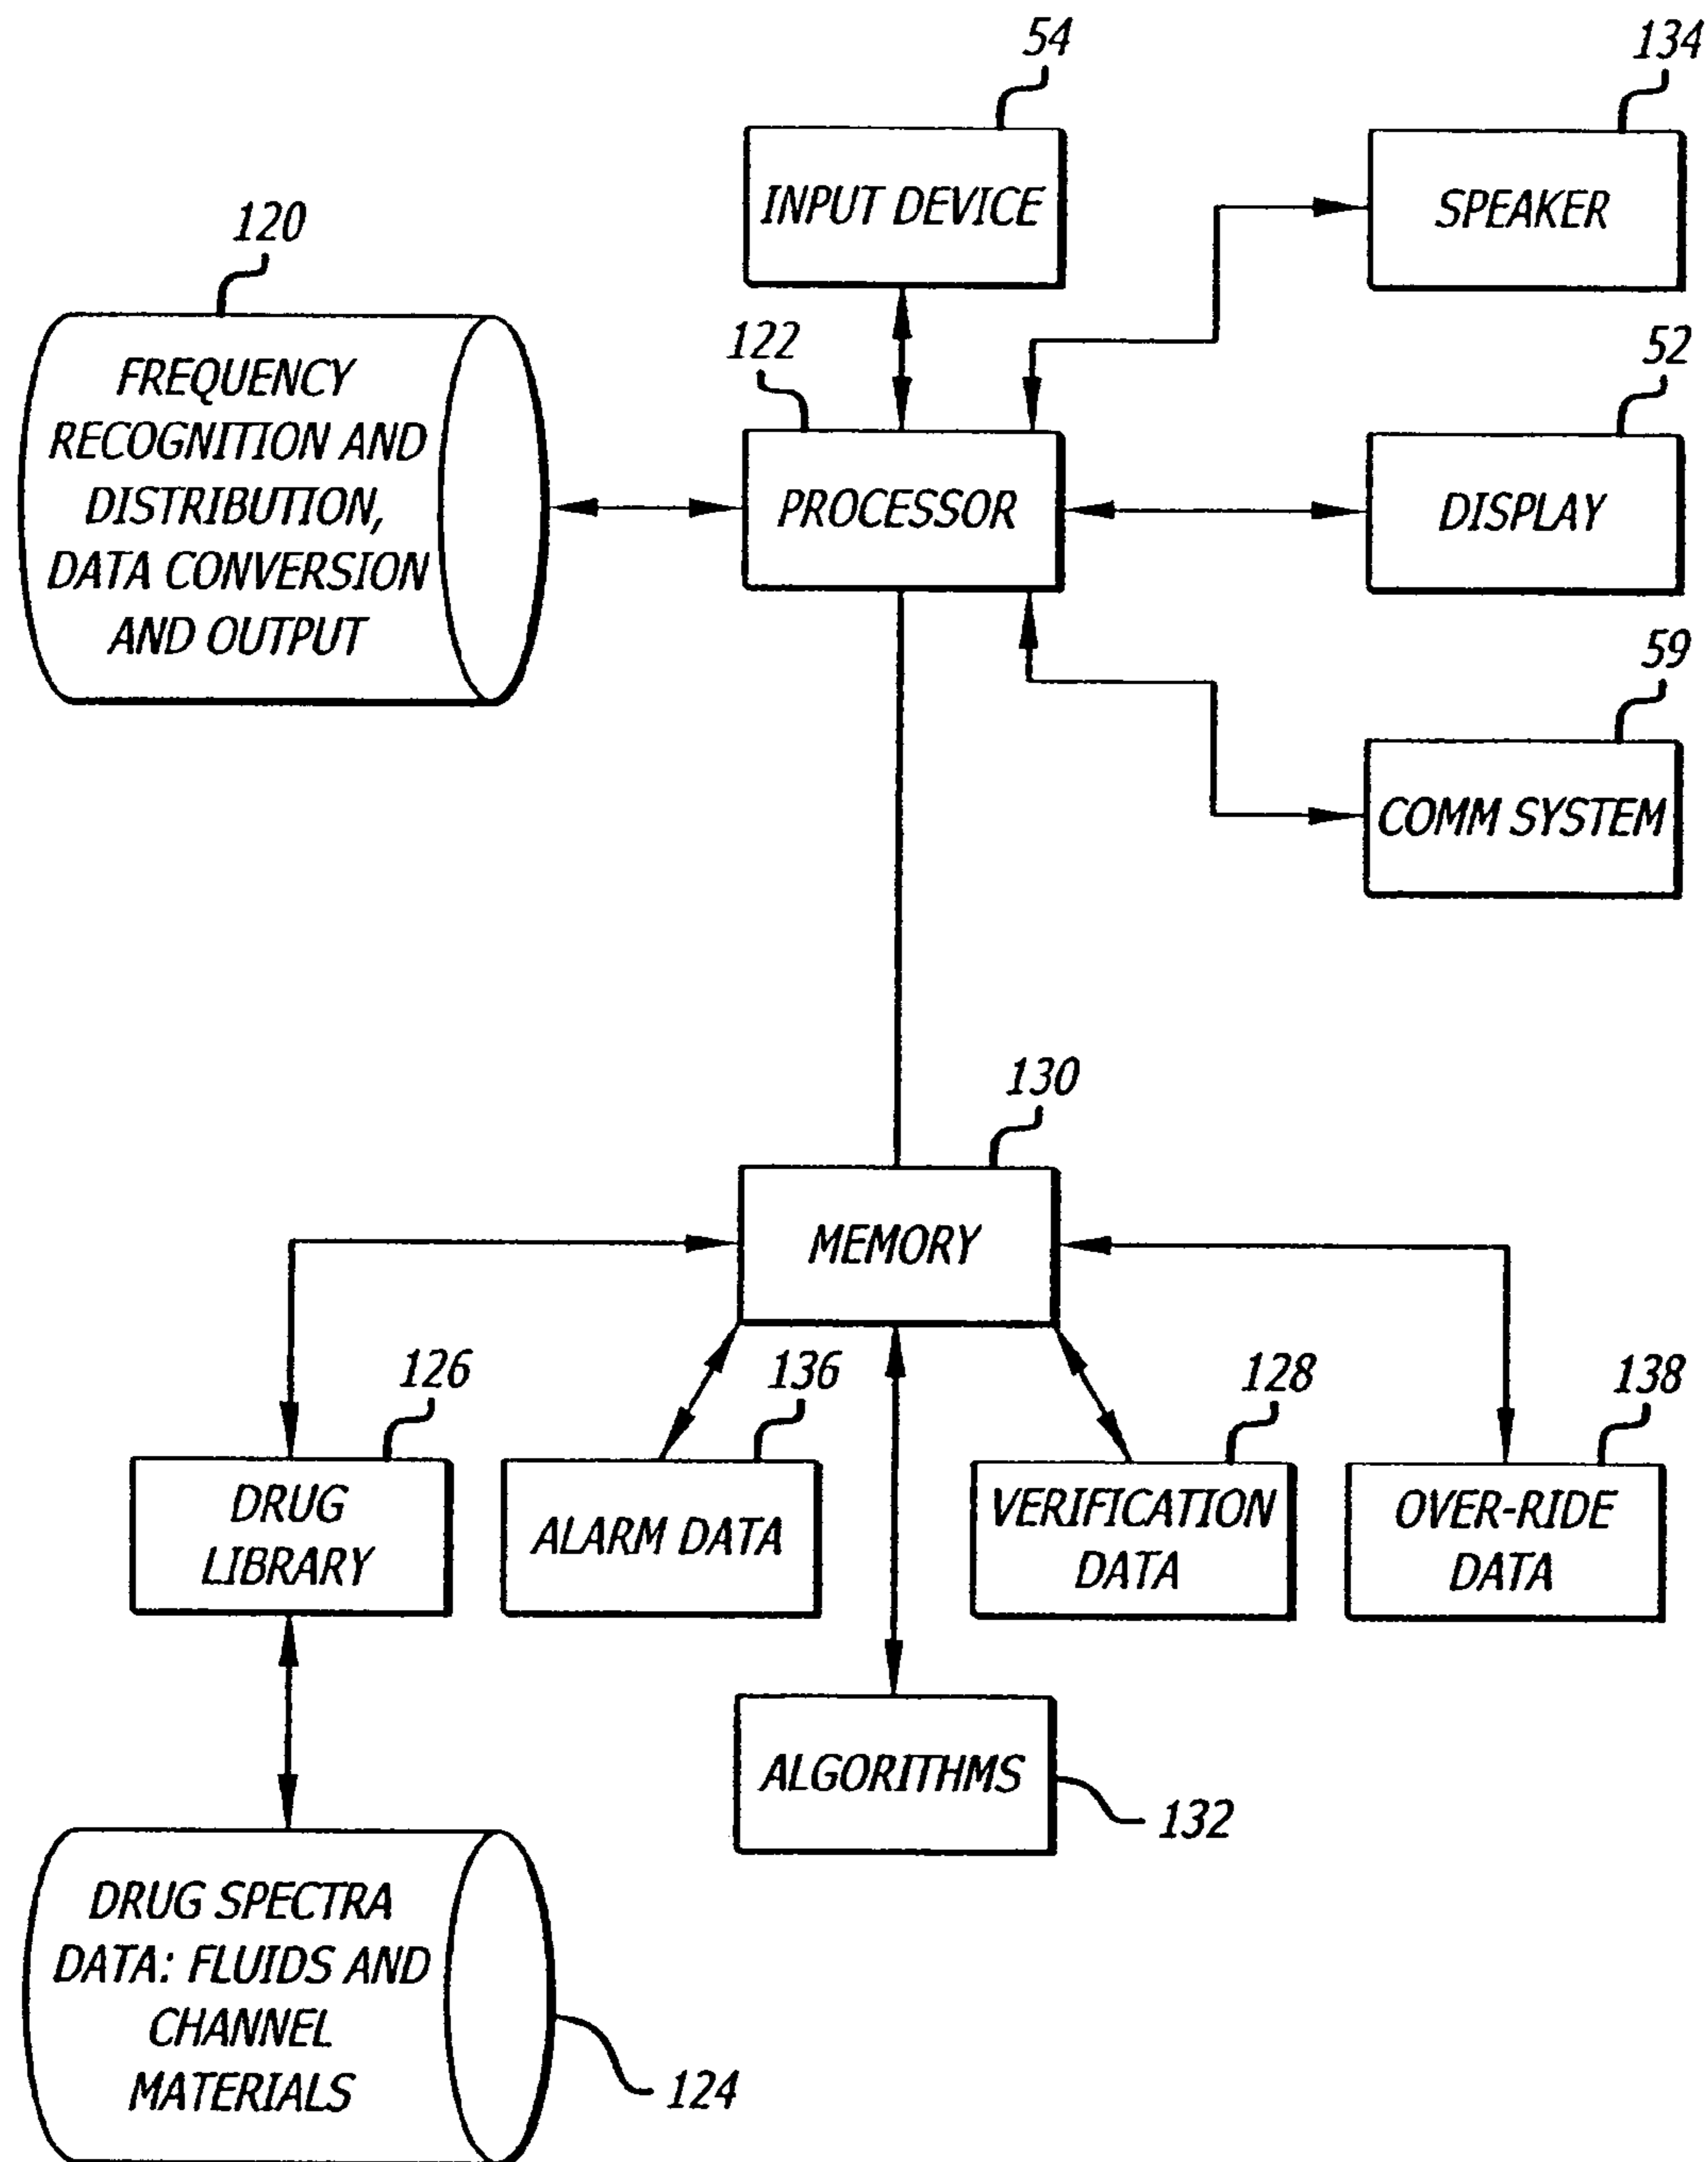 54
134
INPUT DEVICE
SPEAKER
120
122
52
FREQUENCY
RECOGNITION AND
DISTRIBUTION,
DATA CONVERSION
AND OUTPUT
PROCESSOR
DISPLAY
59
COMM SYSTEM
130
MEMORY
126
136
128
138
DRUG
LIBRARY
ALARM DATA
VERIFICATION
DATA
OVER-RIDE
DATA
ALGORITHMS
132
DRUG SPECTRA
DATA: FLUIDS AND
CHANNEL
MATERIALS
124